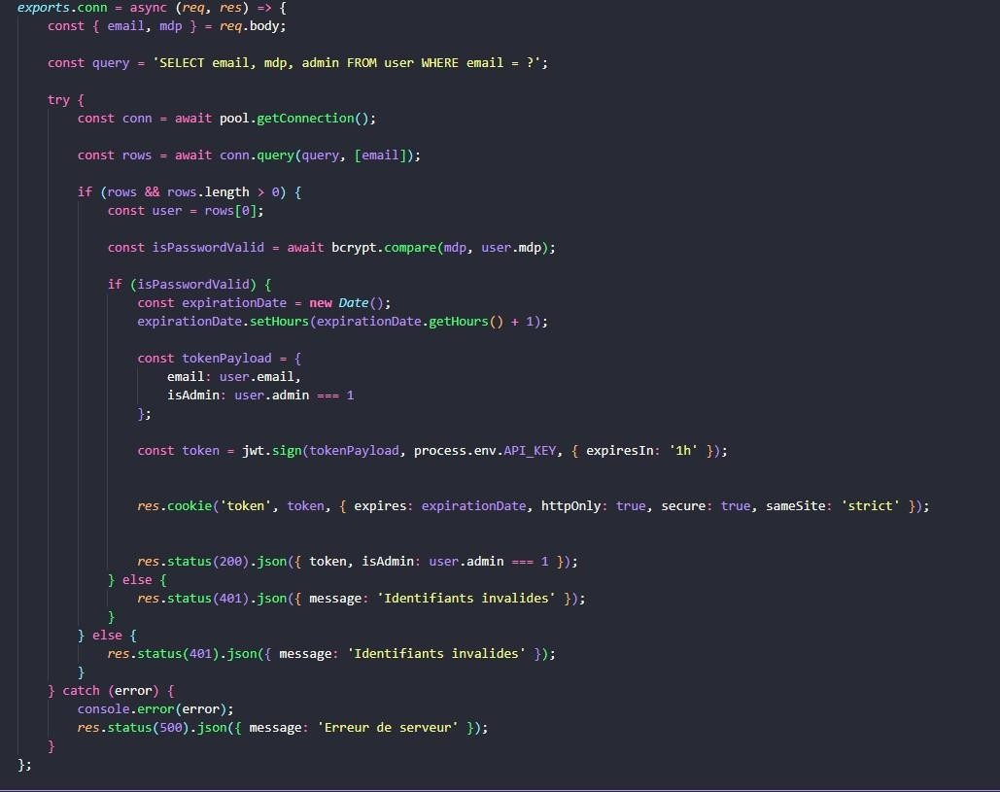 exports.conn = async (req, res) => {
const { email, mdp } = req.body;
const query = 'SELECT email, mdp, admin FROM user WHERE email = ?';
try {
const conn = await pool.getConnection();
const rows = await conn.query(query, [email]);
if (rows && rows.length > 0) {
const user = rows[0];
const isPasswordValid = await bcrypt.compare(mdp, user.mdp);
if (isPasswordValid) {
const expirationDate = new Date();
expirationDate.setHours(expirationDate.getHours() + 1);
const tokenPayload = {
email: user.email,
isAdmin: user.admin === 1
};
const token = jwt.sign(tokenPayload, process.env.API_KEY, { expiresIn: '1h' });
res.cookie('token', token, { expires: expirationDate, httpOnly: true, secure: true, sameSite: 'strict' });
res.status(200).json({ token, isAdmin: user.admin === 1 });
} else {
res.status(401).json({ message: 'Identifiants invalides' });
}
} else {
res.status(401).json({ message: 'Identifiants invalides' });
}
} catch (error) {
console.error(error);
res.status(500).json({ message: 'Erreur de serveur' });
}
};